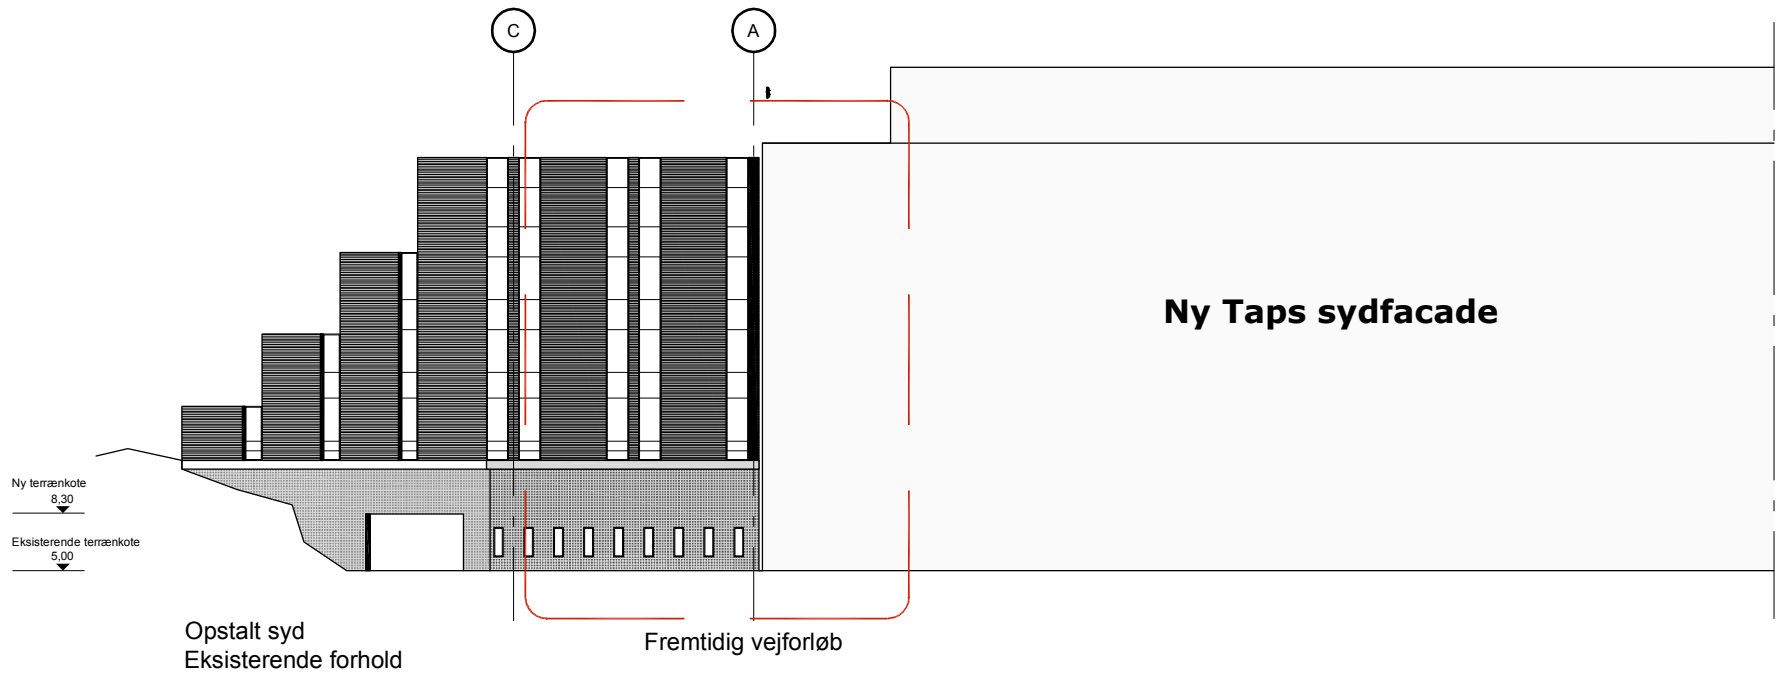 C
A
Ny Taps sydfacade
Ny terrænkote
8,30
Eksisterende terrænkote
5,00
Opstalt syd
Eksisterende forhold
Fremtidig vejforløb